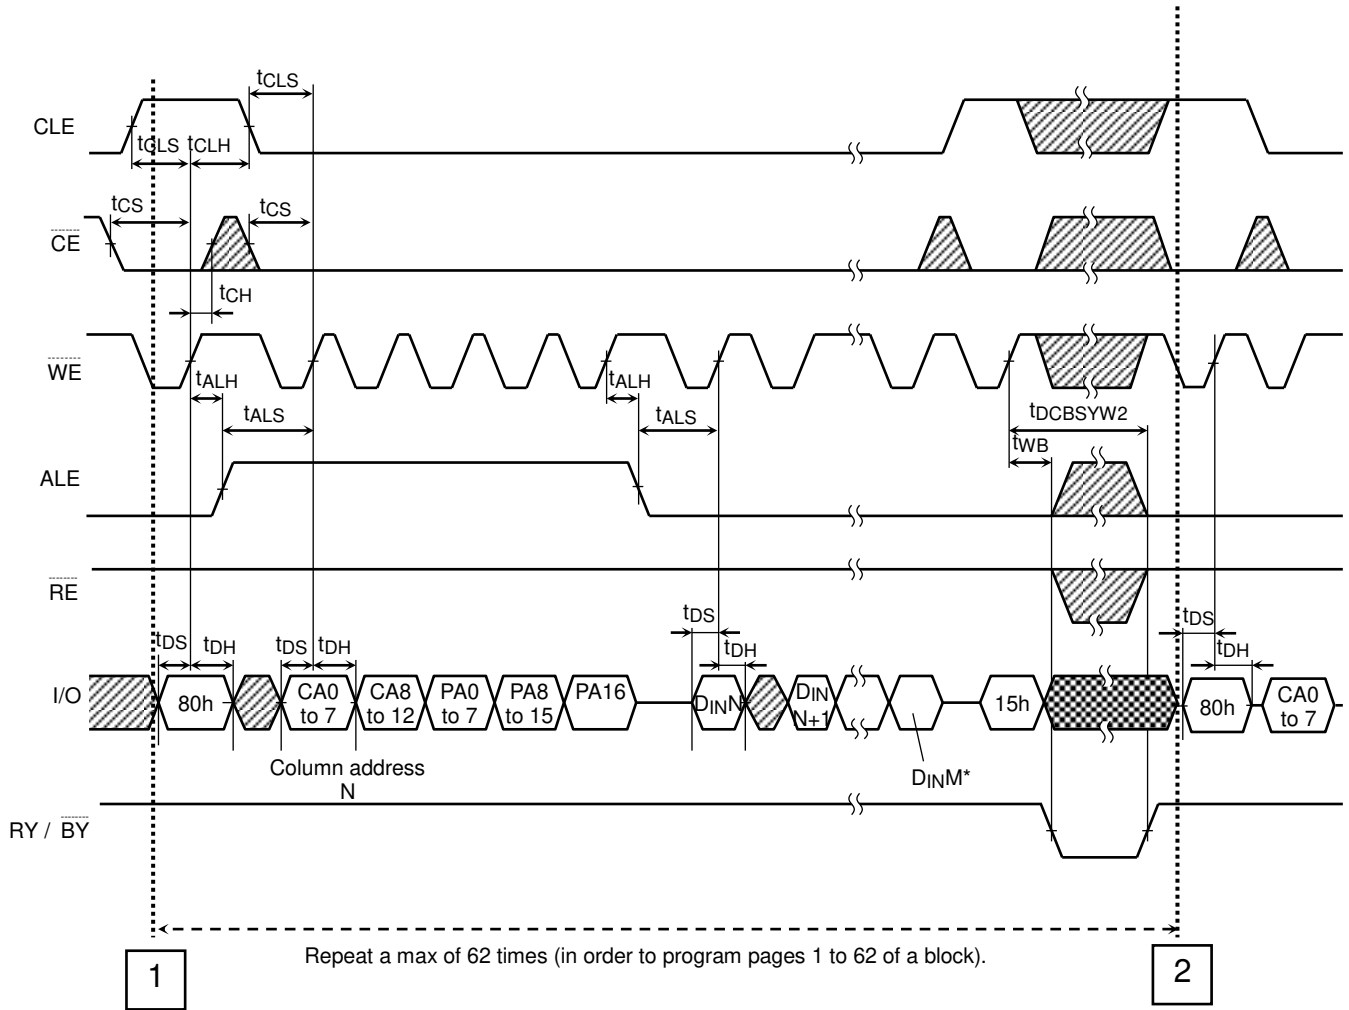 tCLS
CLE
tCLS tCLH
tCS tCS
CE
tCH
WE
tALH tALH
tALS tALS tDCBSYW2
tWB
ALE
RE
tDS tDS
tDS tDH tDS tDH tDH tDH
I/O 80h CA0 to 7 CA8 to 12 PA0 to 7 PA8 to 15 PA16 DINN DIN N+1 15h 80h CA0 to 7
Column address
N
DINM*
RY / BY
Repeat a max of 62 times (in order to program pages 1 to 62 of a block).
1 2